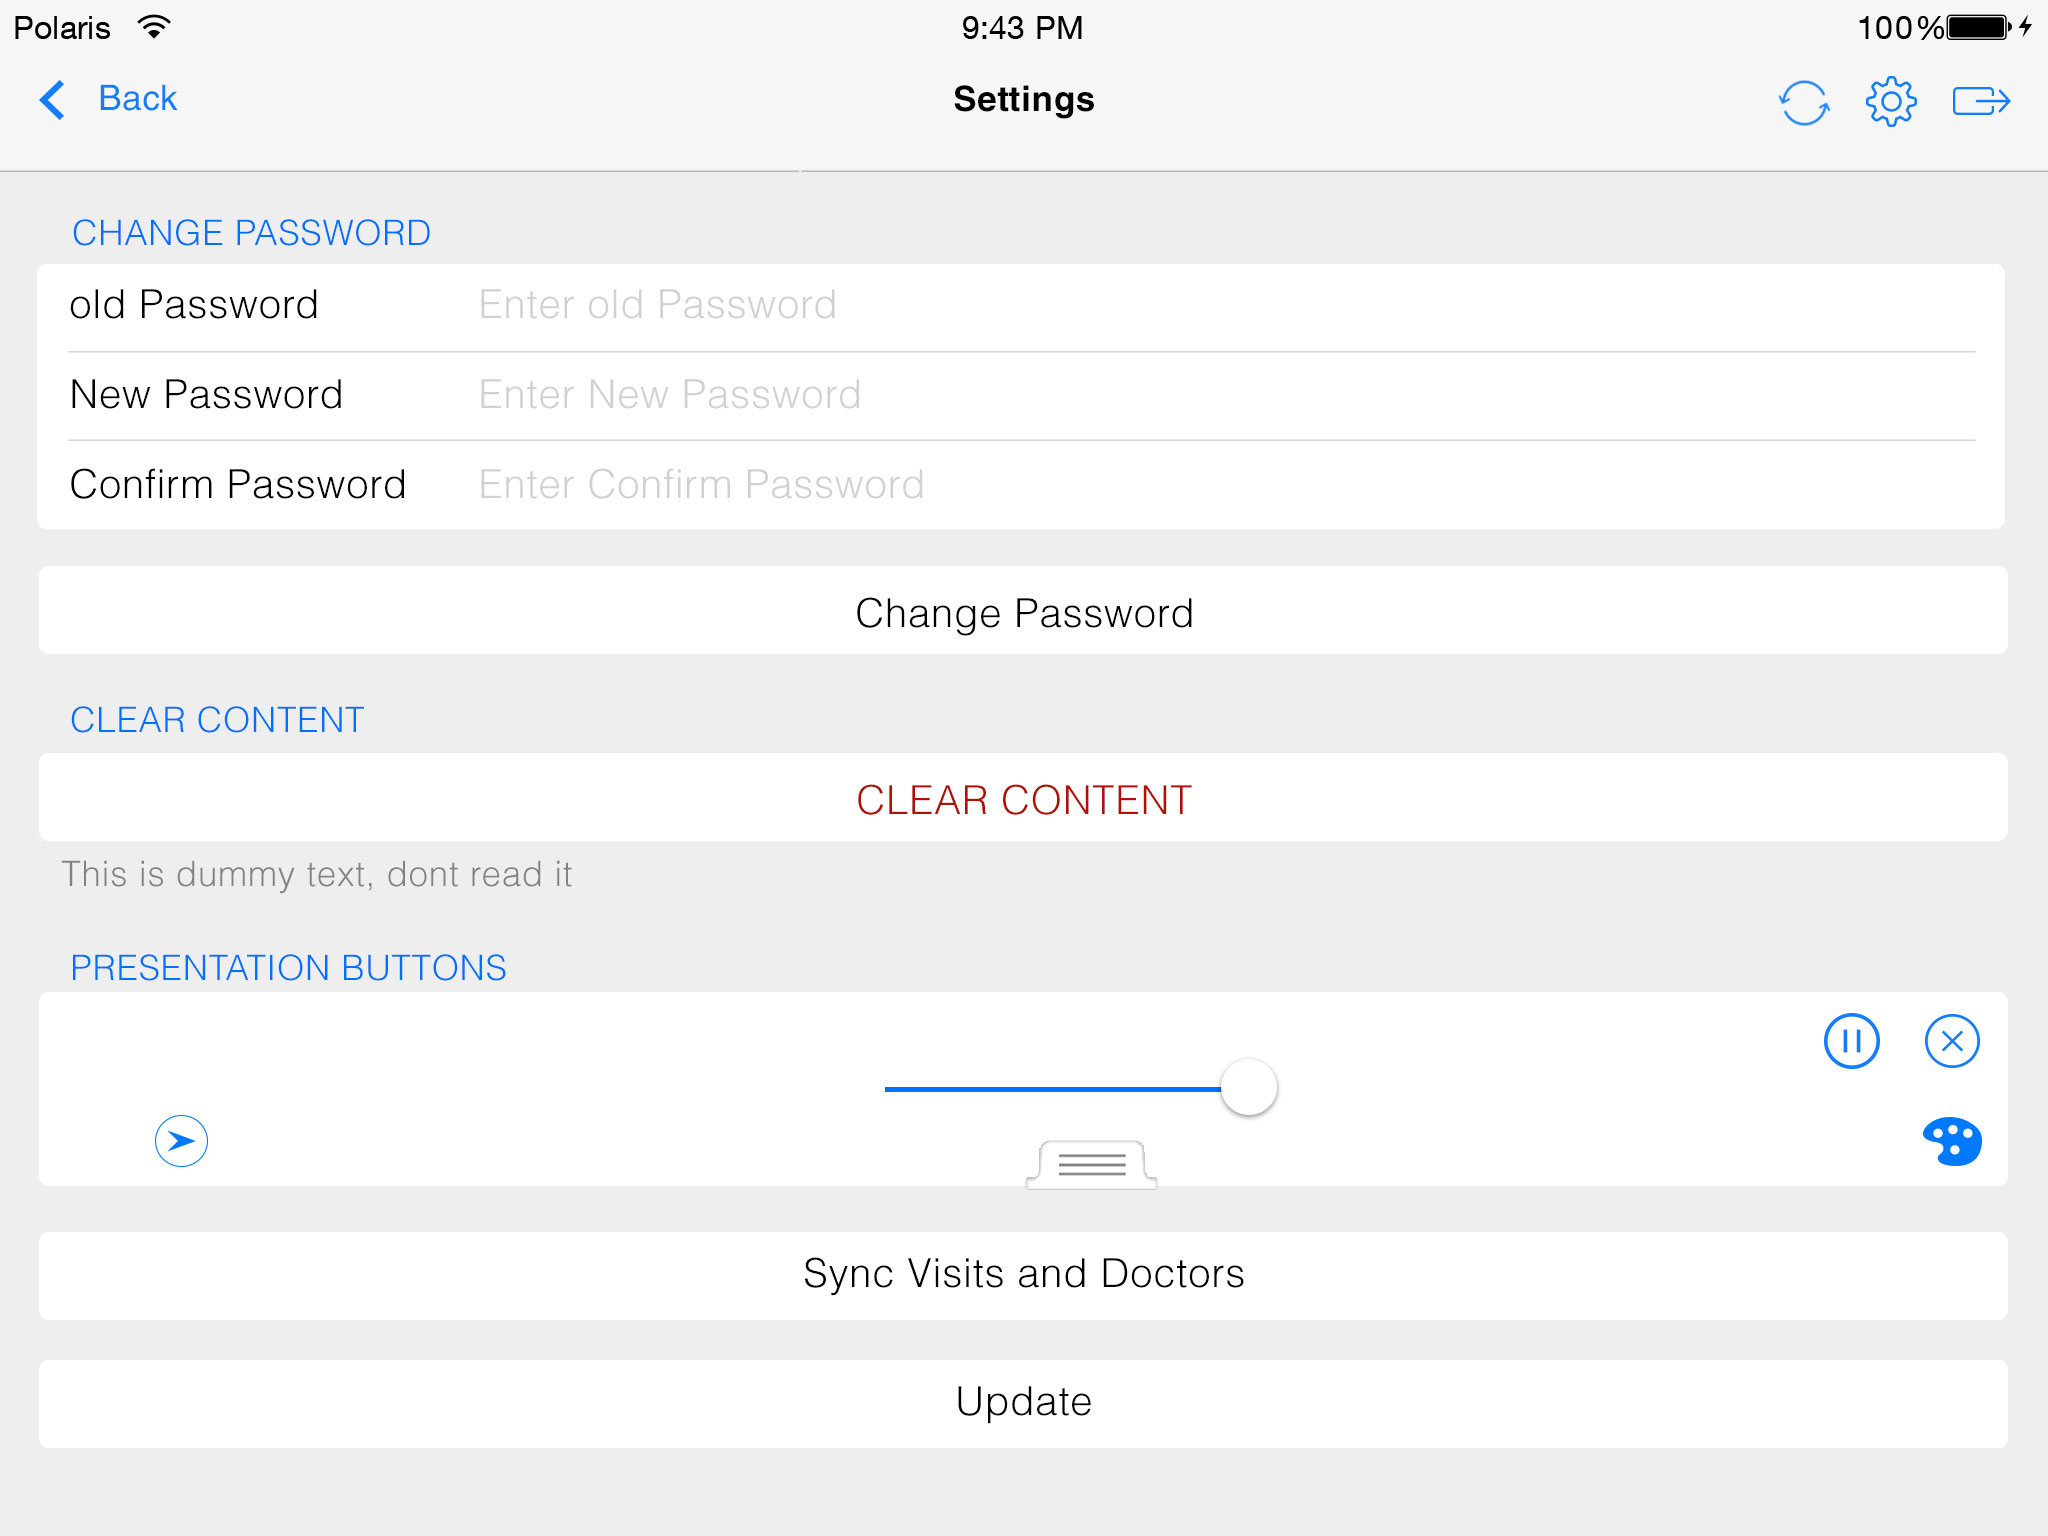 Polaris 9:43 PM 100%
Back Settings
CHANGE PASSWORD
old Password Enter old Password
New Password Enter New Password
Confirm Password Enter Confirm Password
Change Password
CLEAR CONTENT
CLEAR CONTENT
This is dummy text, dont read it
PRESENTATION BUTTONS
Sync Visits and Doctors
Update